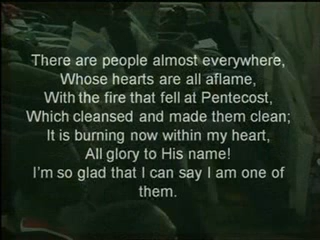 There are people almost everywhere,
Whose hearts are all aflame,
With the fire that fell at Pentecost,
Which cleansed and made them clean;
It is burning now within my heart,
All glory to His name!
I'm so glad that I can say I am one of
them.